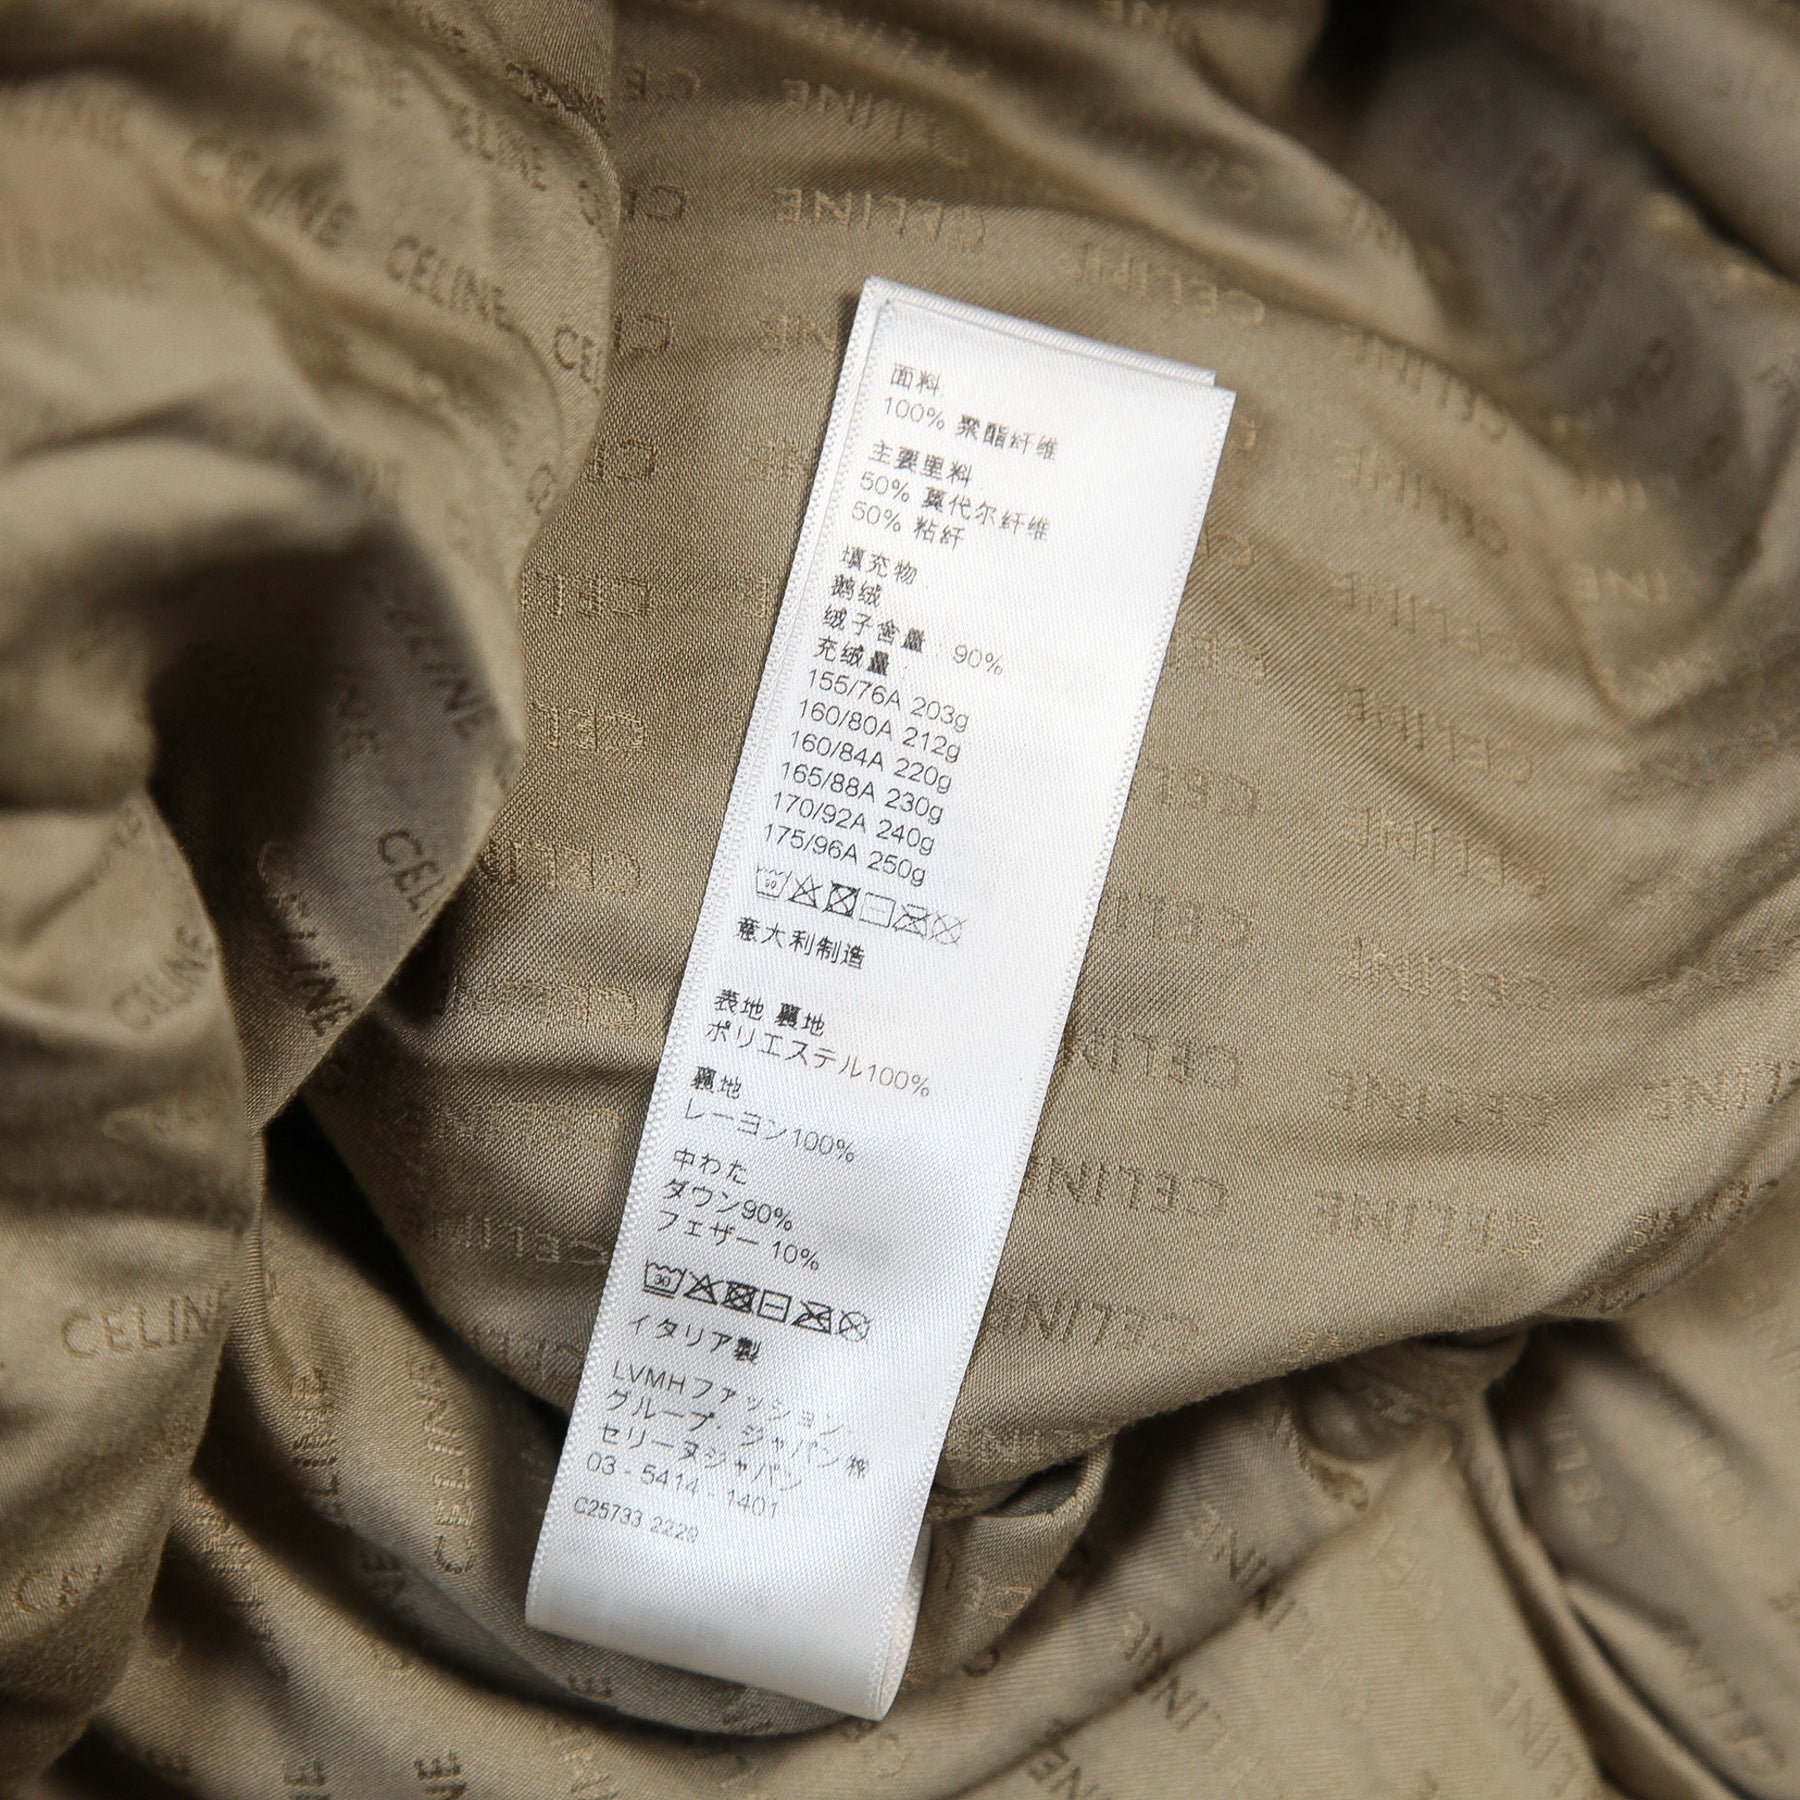 面料
100% 聚酯纤维
主要里料
50% 莫代尔纤维
50% 粘纤
填充物
鹅绒
绒子含量: 90%
充绒量:
155/76A 203g
160/80A 212g
160/84A 220g
165/88A 230g
170/92A 240g
175/96A 250g
30
意大利制造
表地 裏地
ポリエステル100%
裏地
レーヨン100%
中わた
ダウン90%
フェザー 10%
30
イタリア製
LVMHファッション.
グループ・ジャパン㈱
セリーヌジャパン
03 - 5414 - 1401
C25733 2229
CELINE